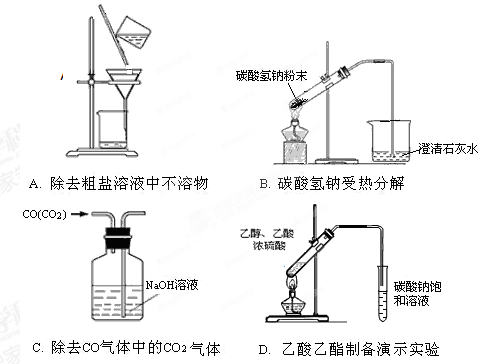 碳酸氢钠粉末
澄清石灰水
A. 除去粗盐溶液中不溶物
B. 碳酸氢钠受热分解
CO(CO₂)
NaOH溶液
乙醇、乙酸
浓硫酸
碳酸钠饱
和溶液
C. 除去CO气体中的CO₂气体
D. 乙酸乙酯制备演示实验